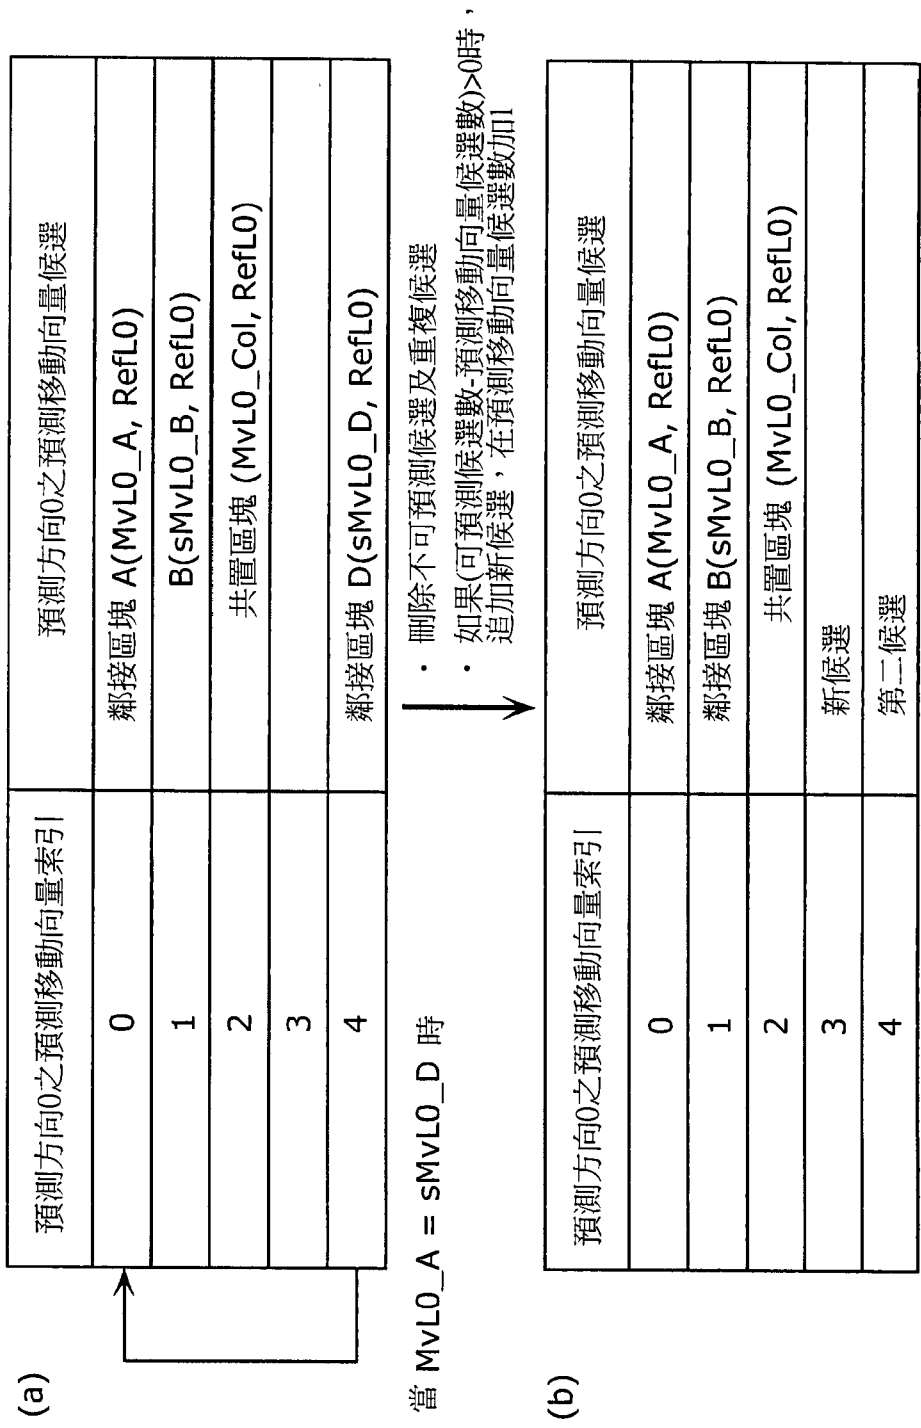 (a)
預測方向0之預測移動向量索引 預測方向0之預測移動向量候選
0 鄰接區塊 A(MvL0_A, RefL0)
1 B(sMvL0_B, RefL0)
2 共置區塊 (MvL0_Col, RefL0)
3
4 鄰接區塊 D(sMvL0_D, RefL0)
當 MvL0_A = sMvL0_D 時
• 刪除不可預測候選及重複候選
• 如果(可預測候選數-預測移動向量候選數)>0時,
追加新候選,在預測移動向量候選數加1
(b)
預測方向0之預測移動向量索引 預測方向0之預測移動向量候選
0 鄰接區塊 A(MvL0_A, RefL0)
1 鄰接區塊 B(sMvL0_B, RefL0)
2 共置區塊 (MvL0_Col, RefL0)
3 新候選
4 第二候選